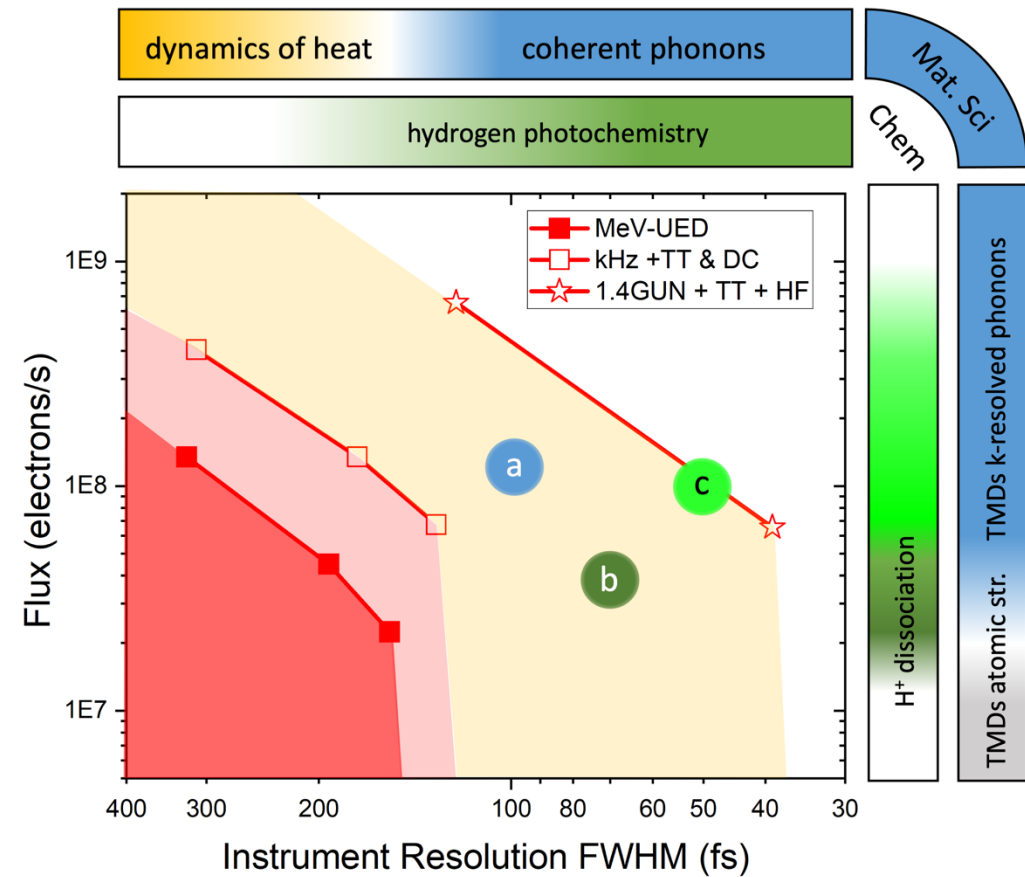 dynamics of heat
coherent phonons
Mat. Sci
hydrogen photochemistry
Chem
MeV-UED
kHz +TT & DC
1.4GUN + TT + HF
1E9
1E8
1E7
Flux (electrons/s)
a
b
c
H⁺ dissociation
TMDs k-resolved phonons
TMDs atomic str.
400
300
200
100
80
60
50
40
30
Instrument Resolution FWHM (fs)